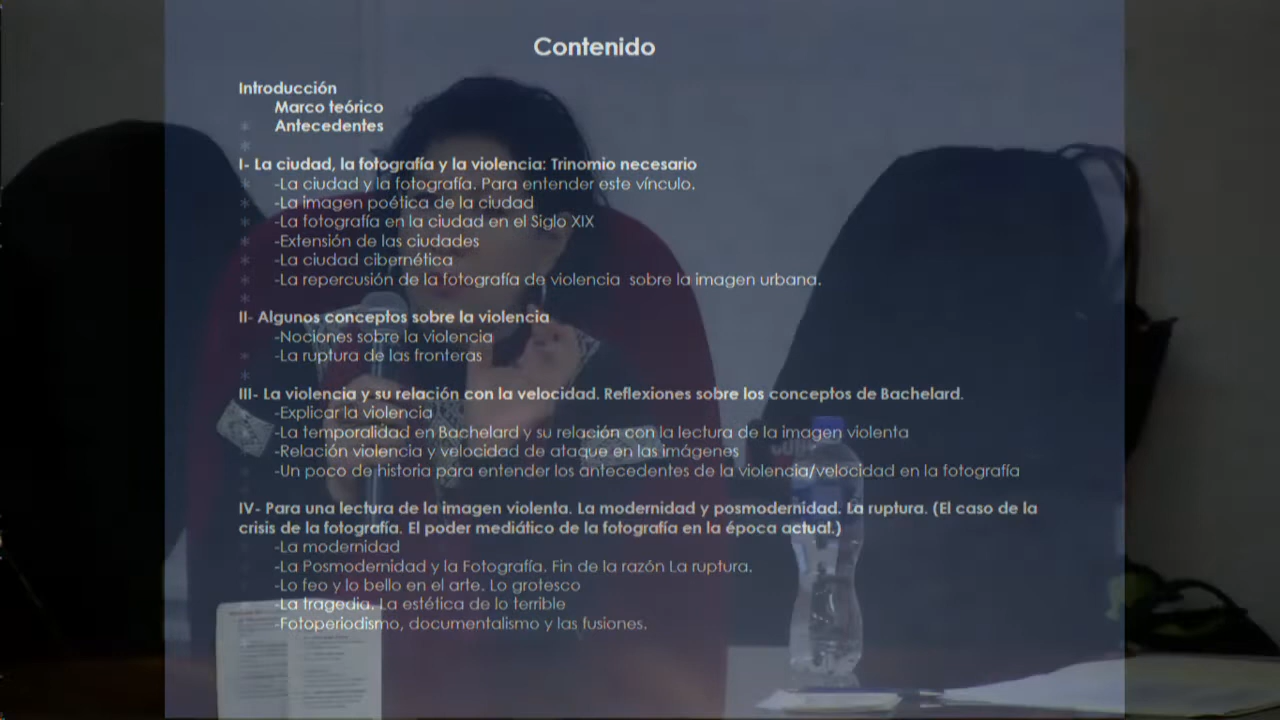 Contenido
Introducción
Marco teórico
* Antecedentes
*
I- La ciudad, la fotografía y la violencia: Trinomio necesario
* -La ciudad y la fotografía. Para entender este vínculo.
* -La imagen poética de la ciudad
* -La fotografía en la ciudad en el Siglo XIX
* -Extensión de las ciudades
* -La ciudad cibernética
* -La repercusión de la fotografía de violencia sobre la imagen urbana.
*
II- Algunos conceptos sobre la violencia
-Nociones sobre la violencia
* -La ruptura de las fronteras
*
III- La violencia y su relación con la velocidad. Reflexiones sobre los conceptos de Bachelard.
-Explicar la violencia
-La temporalidad en Bachelard y su relación con la lectura de la imagen violenta
-Relación violencia y velocidad de ataque en las imágenes
-Un poco de historia para entender los antecedentes de la violencia/velocidad en la fotografía
IV- Para una lectura de la imagen violenta. La modernidad y posmodernidad. La ruptura. (El caso de la
crisis de la fotografía. El poder mediático de la fotografía en la época actual.)
-La modernidad
-La Posmodernidad y la Fotografía. Fin de la razón La ruptura.
-Lo feo y lo bello en el arte. Lo grotesco
-La tragedia. La estética de lo terrible
-Fotoperiodismo, documentalismo y las fusiones.